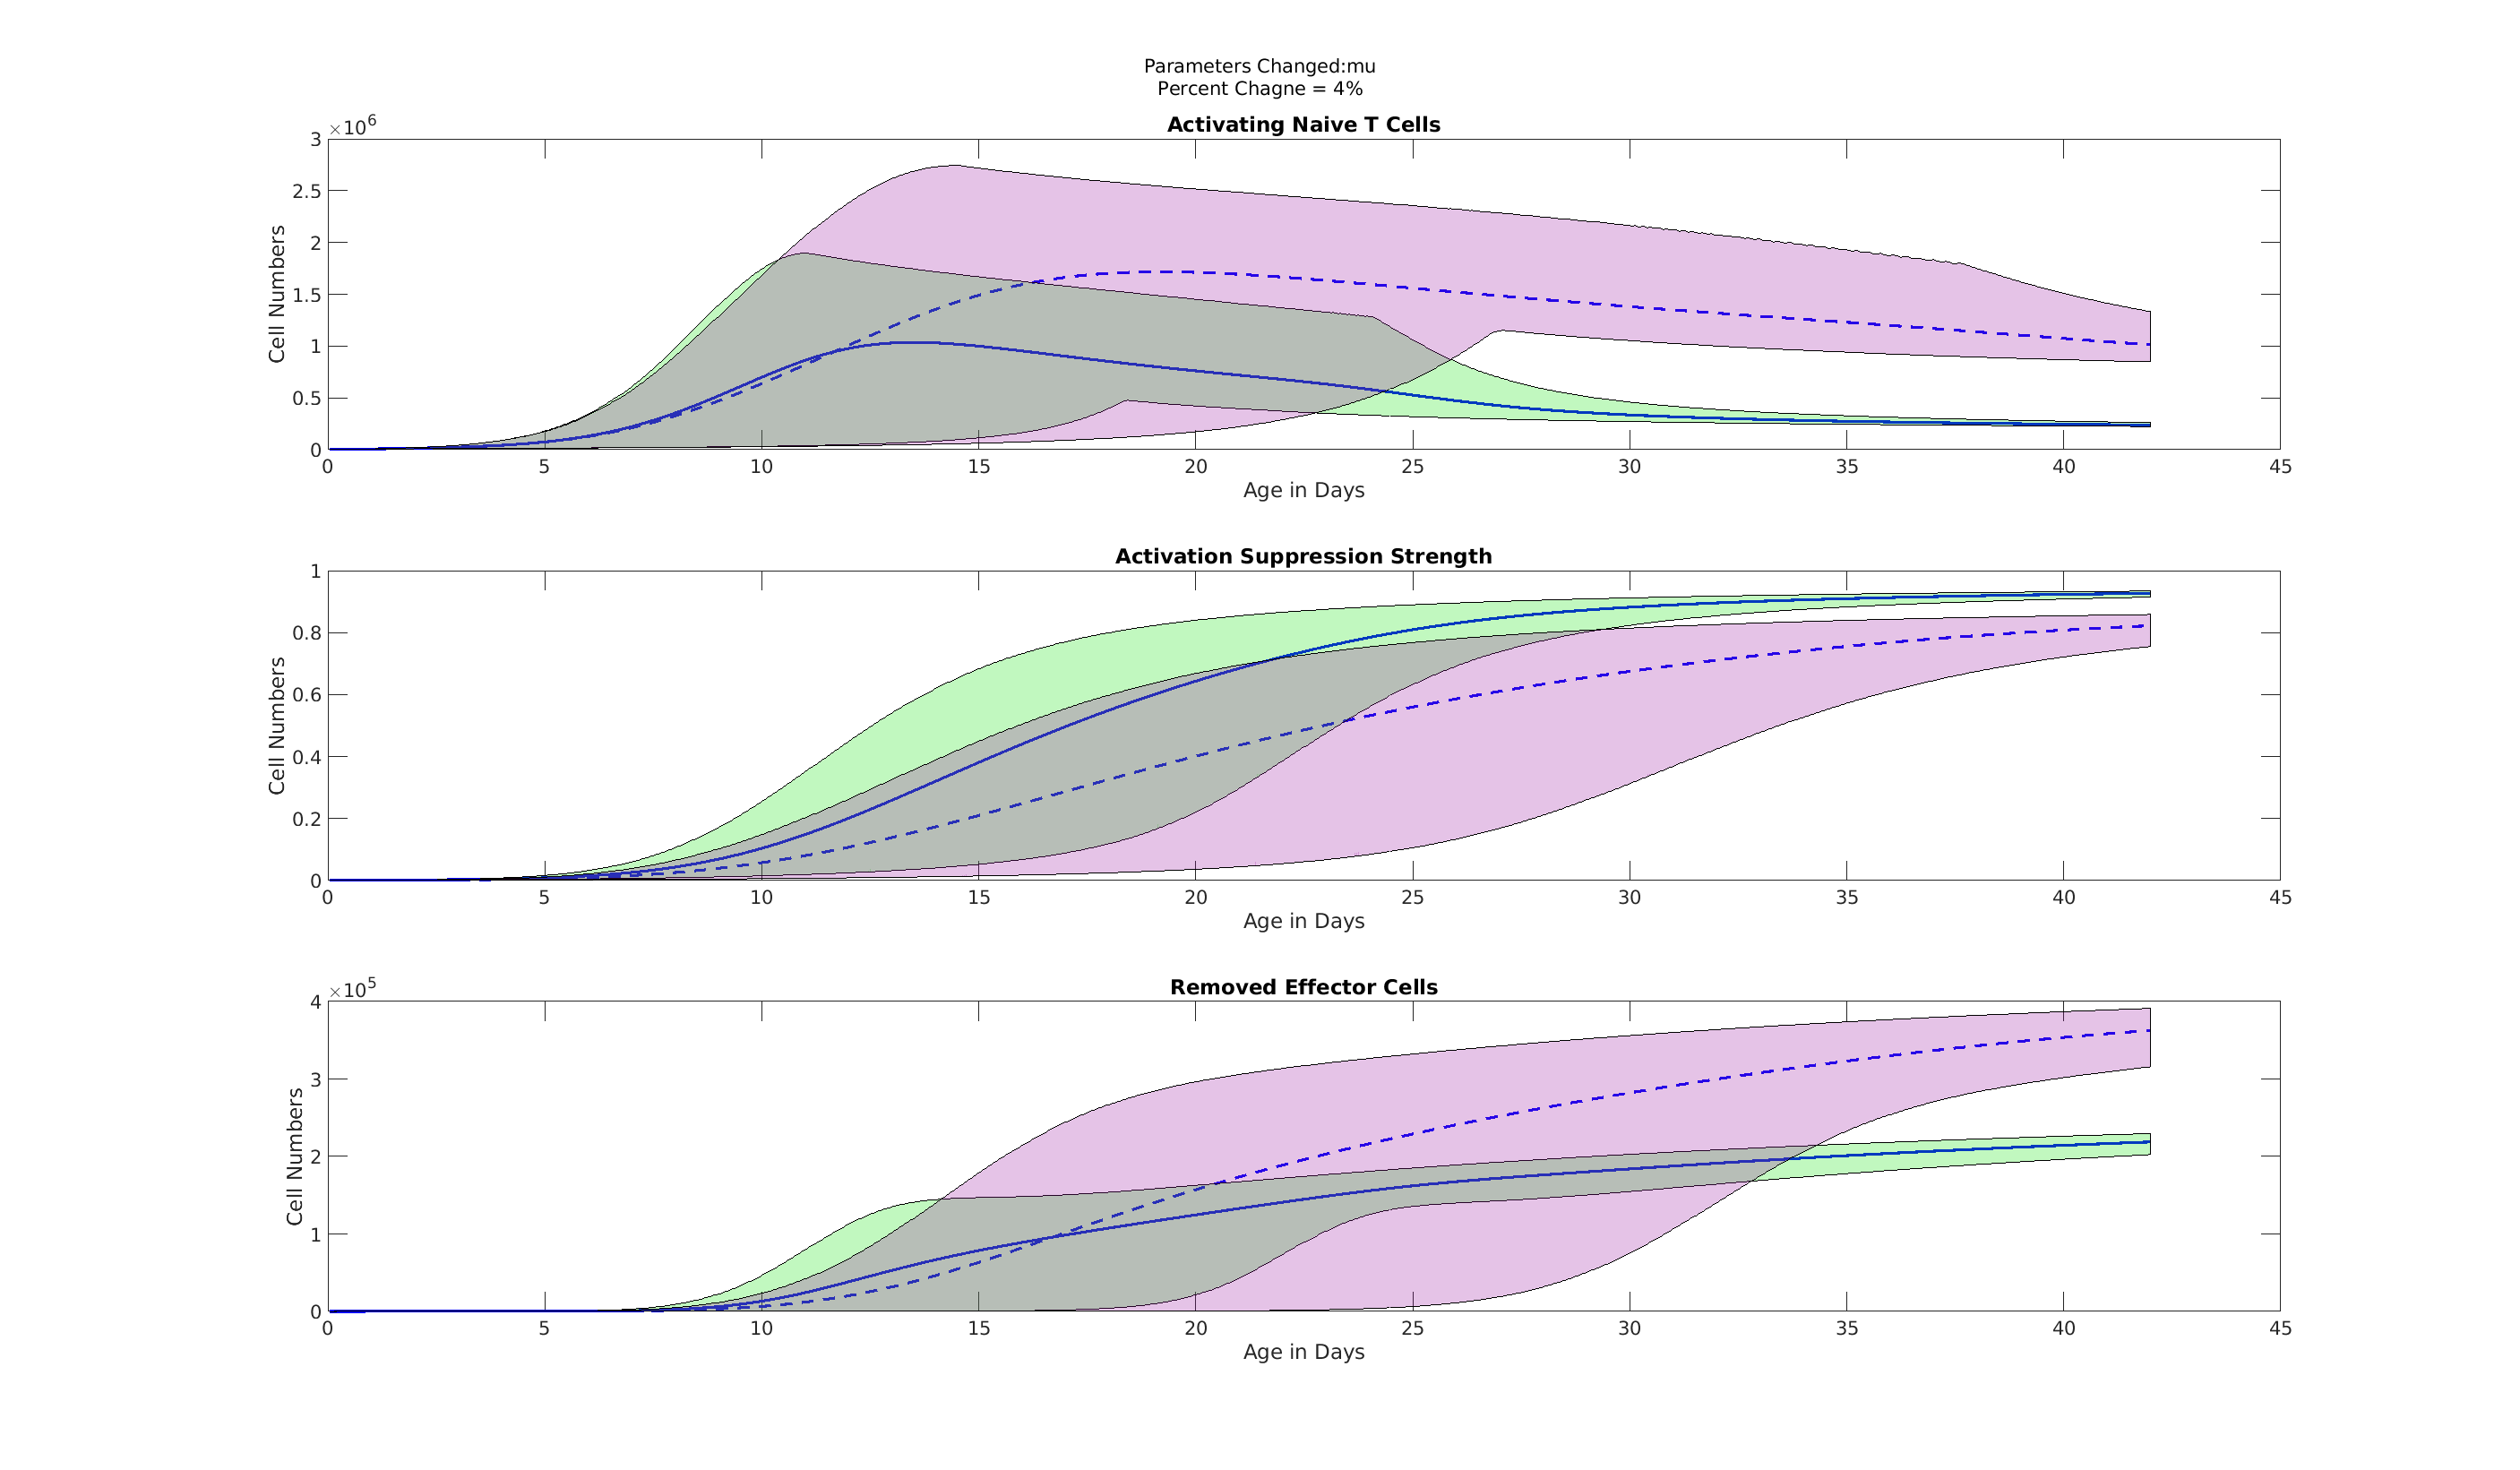 Parameters Changed:mu
Percent Chagne = 4%
Activating Naive T Cells
×10^6
3
2.5
2
1.5
1
0.5
0
Cell Numbers
0 5 10 15 20 25 30 35 40 45
Age in Days
Activation Suppression Strength
1
0.8
0.6
0.4
0.2
0
Cell Numbers
0 5 10 15 20 25 30 35 40 45
Age in Days
Removed Effector Cells
×10^5
4
3
2
1
0
Cell Numbers
0 5 10 15 20 25 30 35 40 45
Age in Days